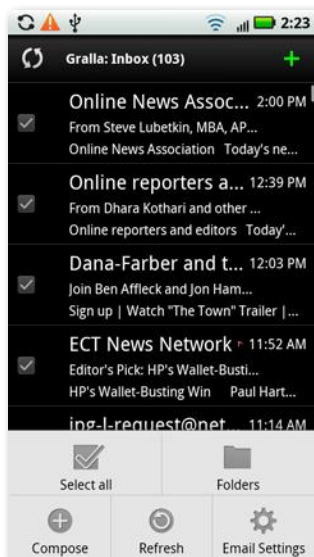 2:23
Gralla: Inbox (103)
Online News Assoc... 2:00 PM
From Steve Lubetkin, MBA, AP...
Online News Association Today's ne...
Online reporters a... 12:39 PM
From Dhara Kothari and other ...
Online reporters and editors Today'...
Dana-Farber and t... 12:03 PM
Join Ben Affleck and Jon Ham...
Sign up | Watch "The Town" Trailer |...
ECT News Network 11:52 AM
Editor's Pick: HP's Wallet-Busti...
HP's Wallet-Busting Win Paul Hart...
jpg-l-request@net... 11:14 AM
Select all
Folders
Compose
Refresh
Email Settings